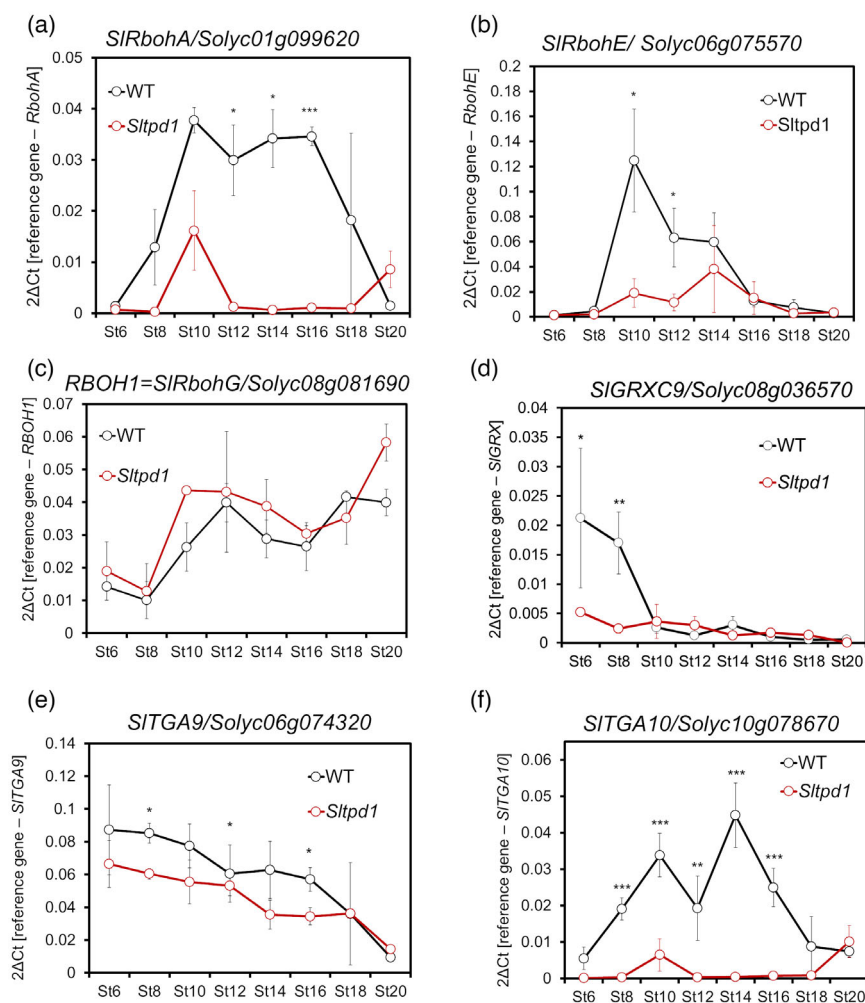 (a)
SlRbohA/Solyc01g099620
2ΔCt [reference gene – RbohA]
0.05
0.04
0.03
0.02
0.01
0
WT
Sltpd1
* * ***
St6 St8 St10 St12 St14 St16 St18 St20
(b)
SlRbohE/ Solyc06g075570
2ΔCt [reference gene – RbohE]
0.2
0.18
0.16
0.14
0.12
0.1
0.08
0.06
0.04
0.02
0
WT
Sltpd1
* *
St6 St8 St10 St12 St14 St16 St18 St20
(c)
RBOH1=SlRbohG/Solyc08g081690
2ΔCt [reference gene – RBOH1]
0.07
0.06
0.05
0.04
0.03
0.02
0.01
0
WT
Sltpd1
St6 St8 St10 St12 St14 St16 St18 St20
(d)
SlGRXC9/Solyc08g036570
2ΔCt [reference gene – SlGRX]
0.04
0.035
0.03
0.025
0.02
0.015
0.01
0.005
0
WT
Sltpd1
* **
St6 St8 St10 St12 St14 St16 St18 St20
(e)
SlTGA9/Solyc06g074320
2ΔCt [reference gene – SlTGA9]
0.14
0.12
0.1
0.08
0.06
0.04
0.02
0
WT
Sltpd1
* * *
St6 St8 St10 St12 St14 St16 St18 St20
(f)
SlTGA10/Solyc10g078670
2ΔCt [reference gene – SlTGA10]
0.06
0.05
0.04
0.03
0.02
0.01
0
WT
Sltpd1
*** *** ** *** ***
St6 St8 St10 St12 St14 St16 St18 St20